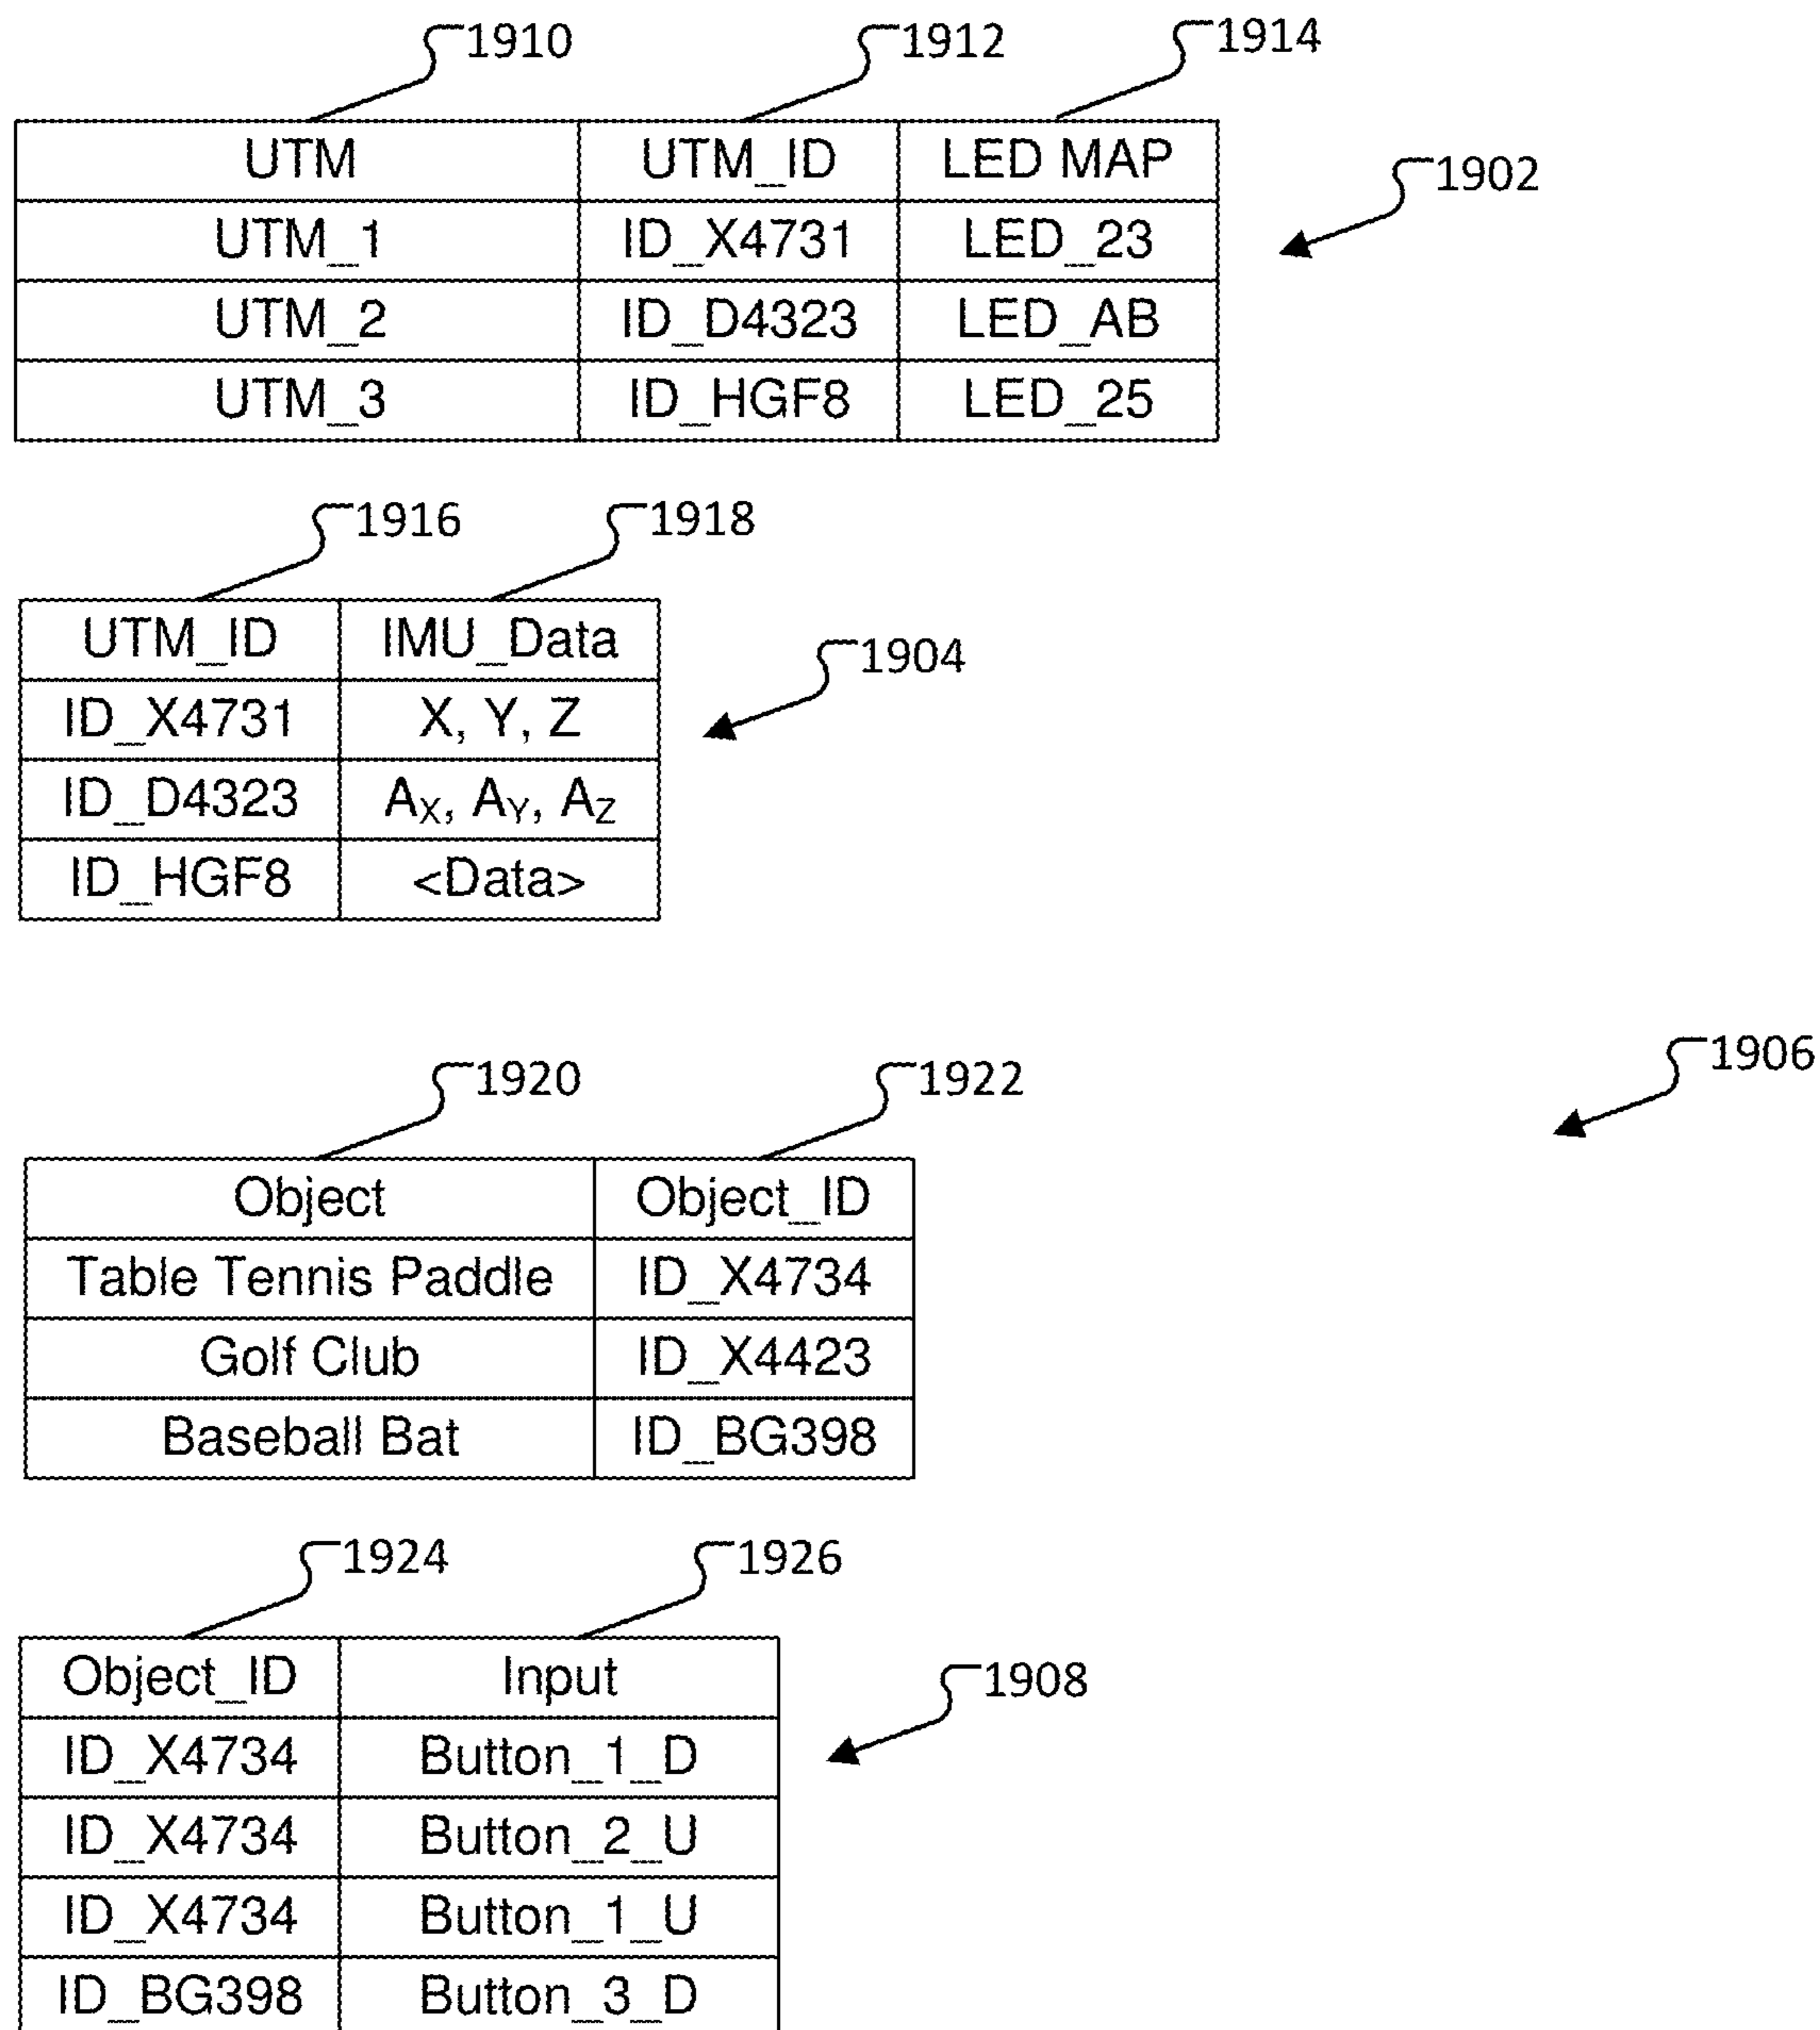 1910 1912 1914
UTM UTM_ID LED MAP
1902
UTM_1 ID_X4731 LED_23
UTM_2 ID_D4323 LED_AB
UTM_3 ID_HGF8 LED_25
1916 1918
UTM_ID IMU_Data
1904
ID_X4731 X, Y, Z
ID_D4323 AX, AY, AZ
ID_HGF8 <Data>
1906
1920 1922
Object Object_ID
Table Tennis Paddle ID_X4734
Golf Club ID_X4423
Baseball Bat ID_BG398
1924 1926
Object_ID Input
1908
ID_X4734 Button_1_D
ID_X4734 Button_2_U
ID_X4734 Button_1_U
ID_BG398 Button_3_D